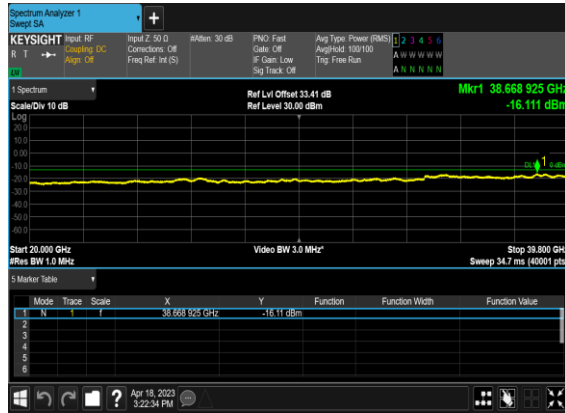 Spectrum Analyzer 1
Swept SA
+
KEYSIGHT Input: RF Input Z: 50 Ω #Atten: 30 dB PNO: Fast Avg Type: Power (RMS) 1 2 3 4 5 6
R T Coupling: DC Corrections: Off Gate: Off Avg|Hold: 100/100 A W W W W W
Align: Off Freq Ref: Int (S) IF Gain: Low Trig: Free Run
Sig Track: Off A N N N N N
1 Spectrum Ref Lvl Offset 33.41 dB Mkr1 38.668 925 GHz
Scale/Div 10 dB Ref Level 30.00 dBm -16.111 dBm
Log
20.0
10.0
0.00
-10.0 1
-20.0
-30.0
-40.0
-50.0
-60.0
Start 20.000 GHz Video BW 3.0 MHz* Stop 39.800 GHz
#Res BW 1.0 MHz Sweep 34.7 ms (40001 pts)
5 Marker Table
Mode Trace Scale X Y Function Function Width Function Value
1 N 1 f 38.668 925 GHz -16.11 dBm
2
3
4
5
6
? Apr 18, 2023
3:22:34 PM